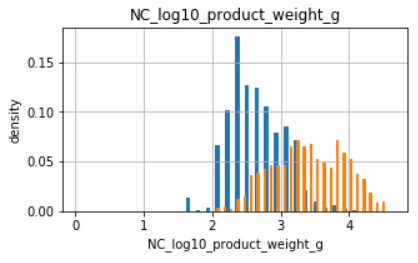 NC_log10_product_weight_g
0.15
0.10
0.05
0.00
density
0 1 2 3 4
NC_log10_product_weight_g